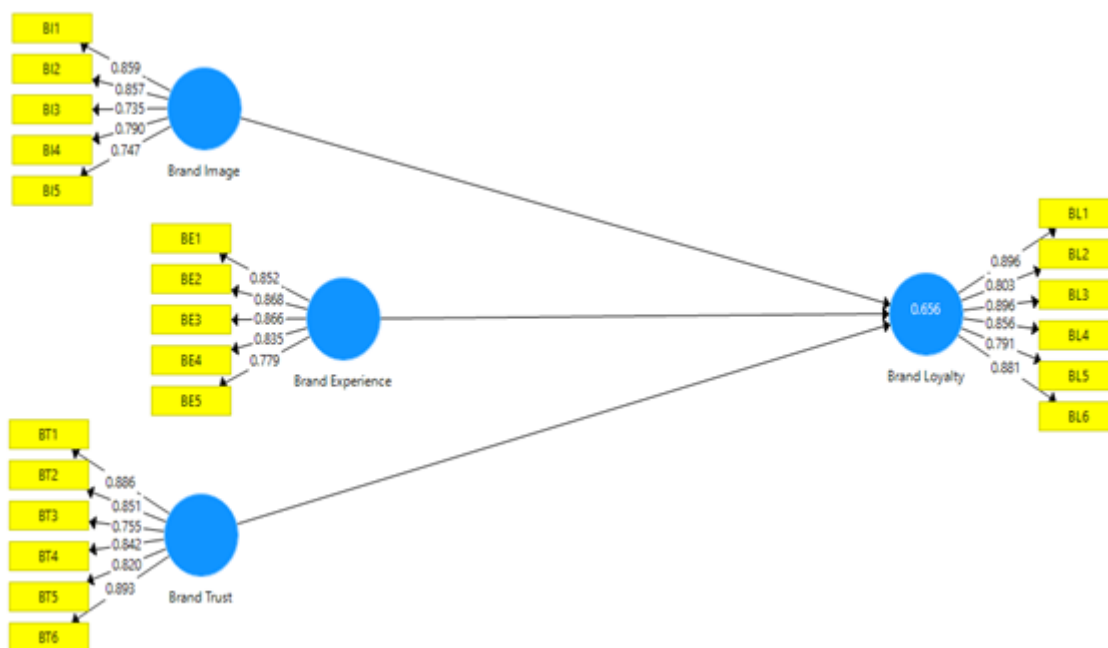 BI1
0.859
BI2
0.857
BI3
0.735
BI4
0.790
BI5
0.747
Brand Image
BE1
0.852
BE2
0.868
BE3
0.866
BE4
0.835
BE5
0.779
Brand Experience
BT1
0.886
BT2
0.851
BT3
0.755
BT4
0.842
BT5
0.820
BT6
0.893
Brand Trust
0.656
Brand Loyalty
BL1
0.896
BL2
0.803
BL3
0.896
BL4
0.856
BL5
0.791
BL6
0.881